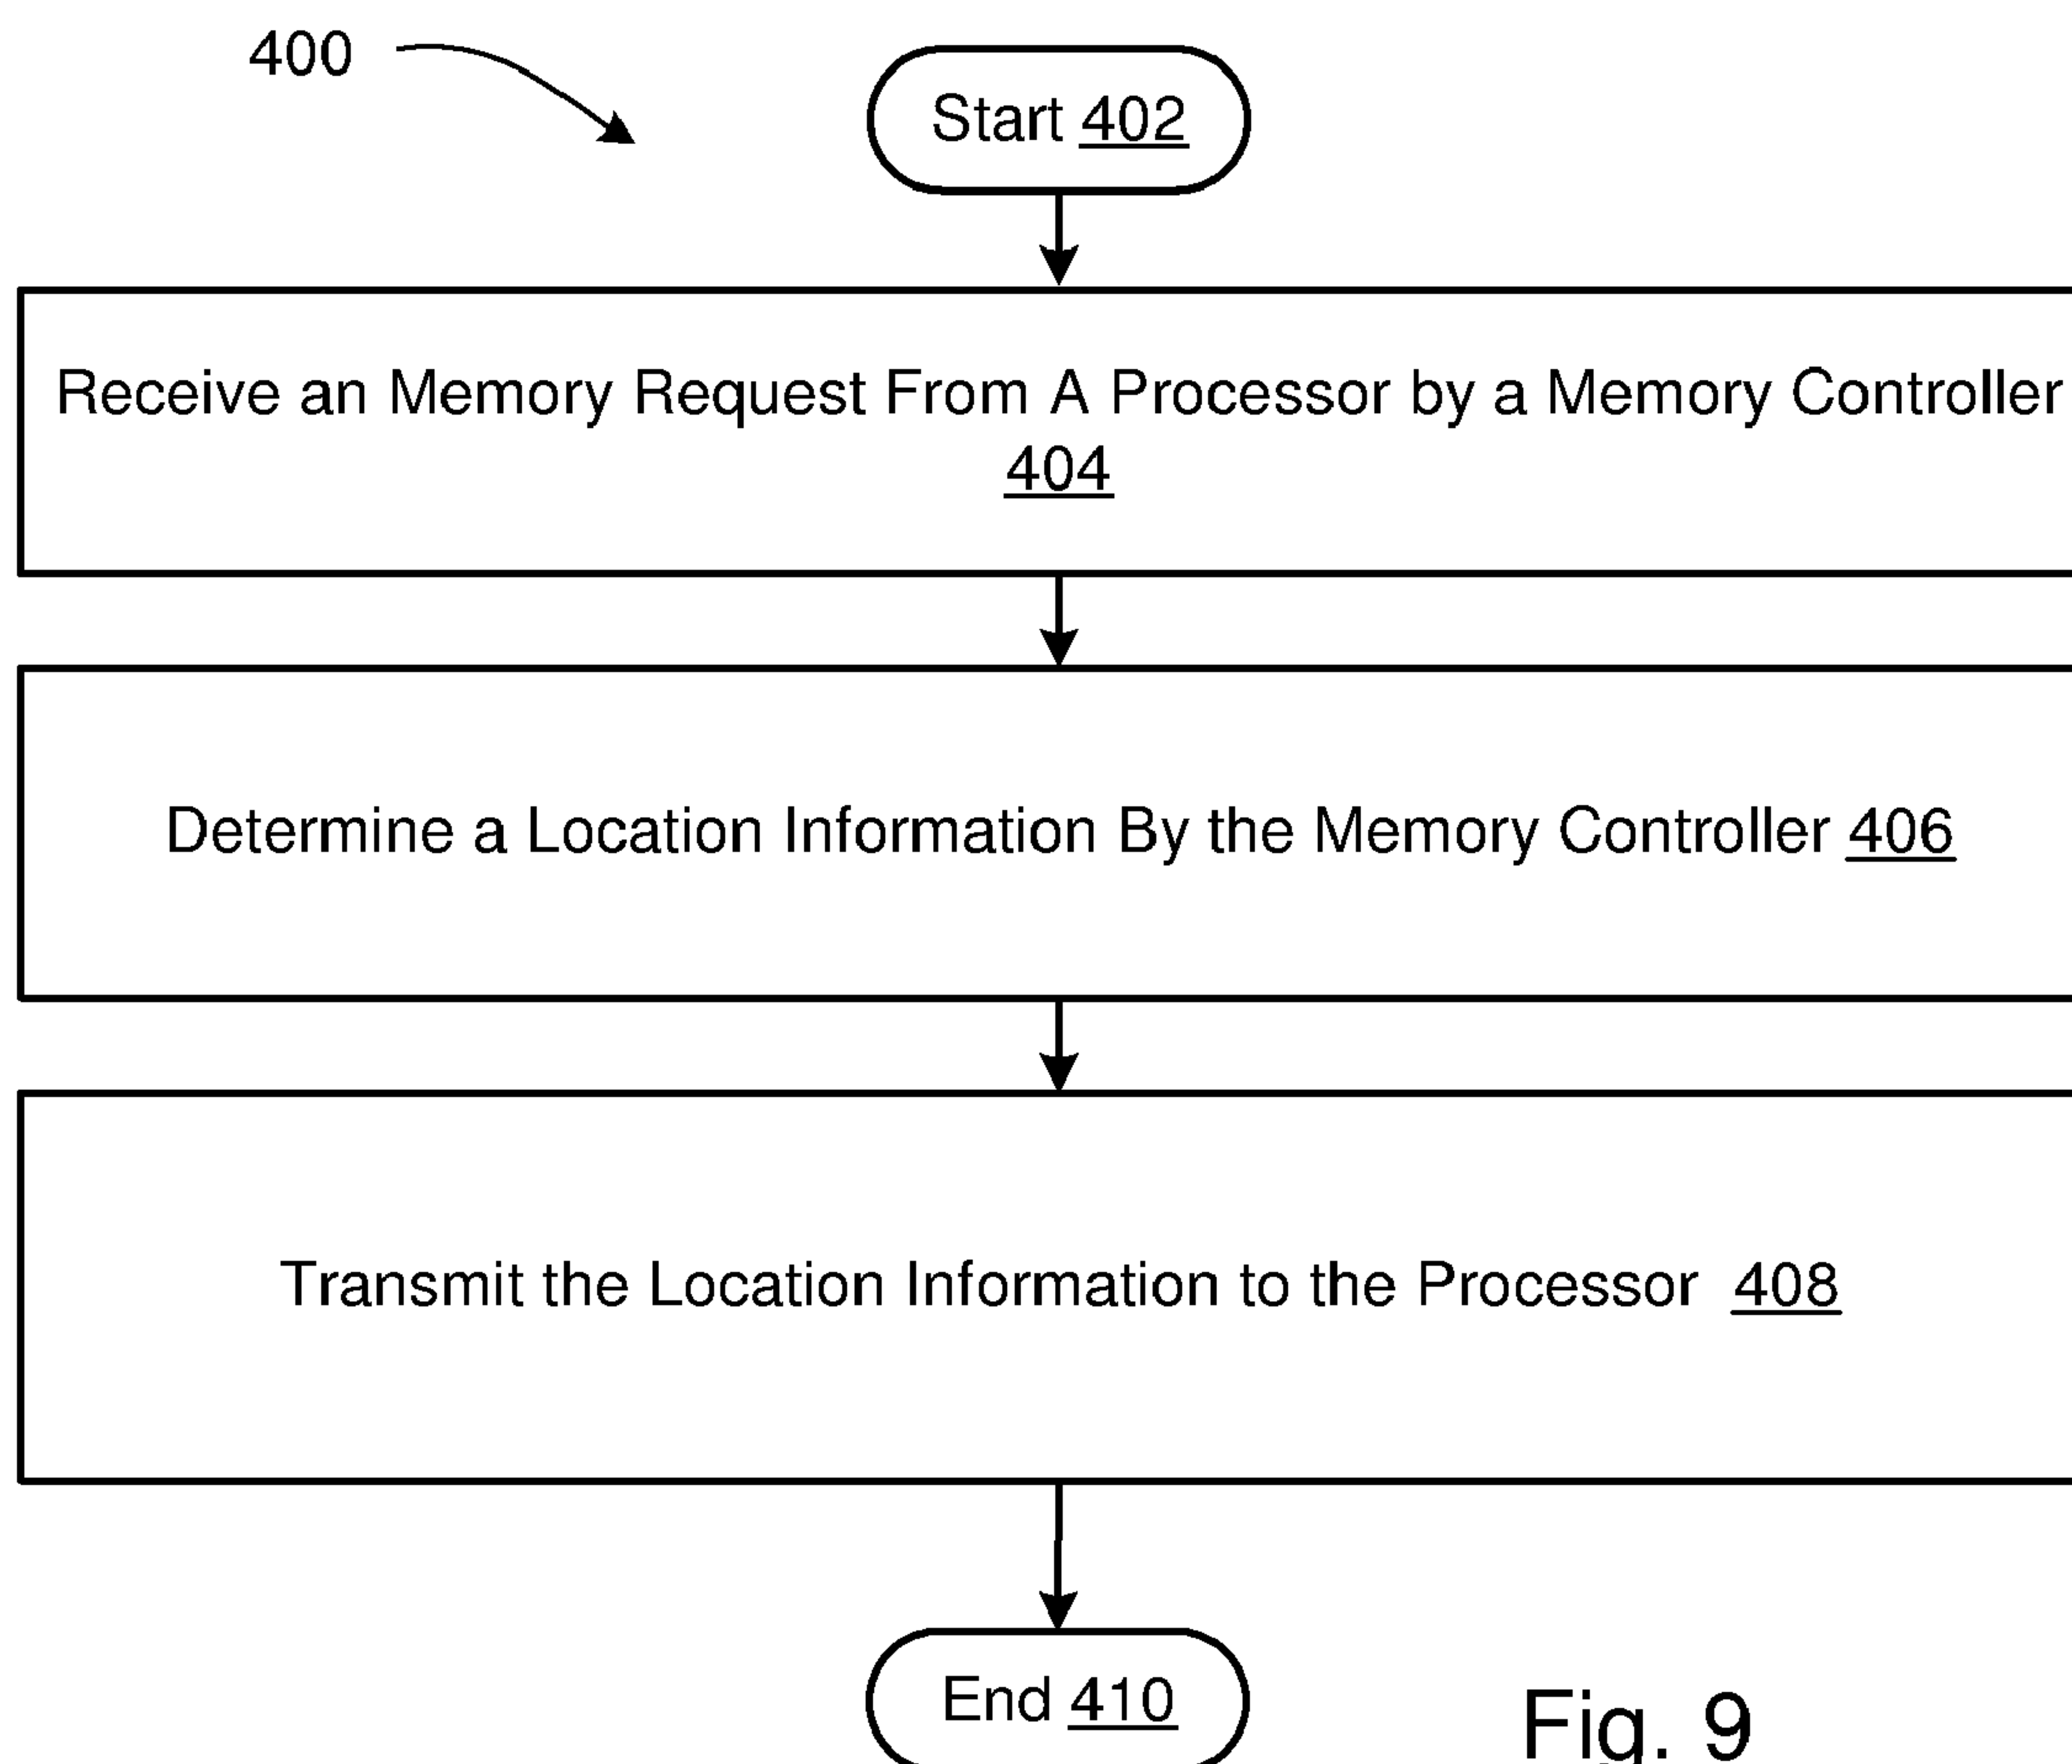 400
Start 402
Receive an Memory Request From A Processor by a Memory Controller
404
Determine a Location Information By the Memory Controller 406
Transmit the Location Information to the Processor 408
End 410
Fig. 9